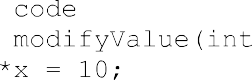 code
modifyValue(int
*x = 10;